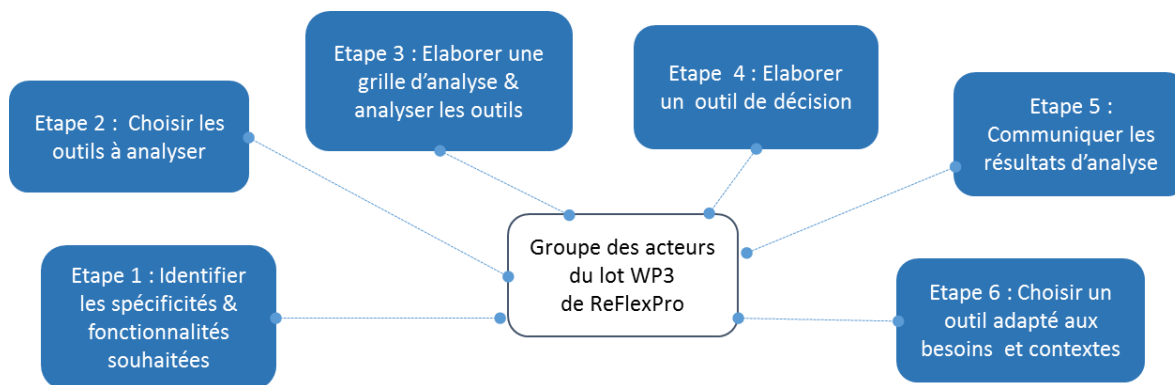 Etape 1 : Identifier
les spécificités &
fonctionnalités
souhaitées
Etape 2 : Choisir les
outils à analyser
Etape 3 : Elaborer une
grille d’analyse &
analyser les outils
Etape 4 : Elaborer
un outil de décision
Etape 5 :
Communiquer les
résultats d’analyse
Etape 6 : Choisir un
outil adapté aux
besoins et contextes
Groupe des acteurs
du lot WP3
de ReFlexPro